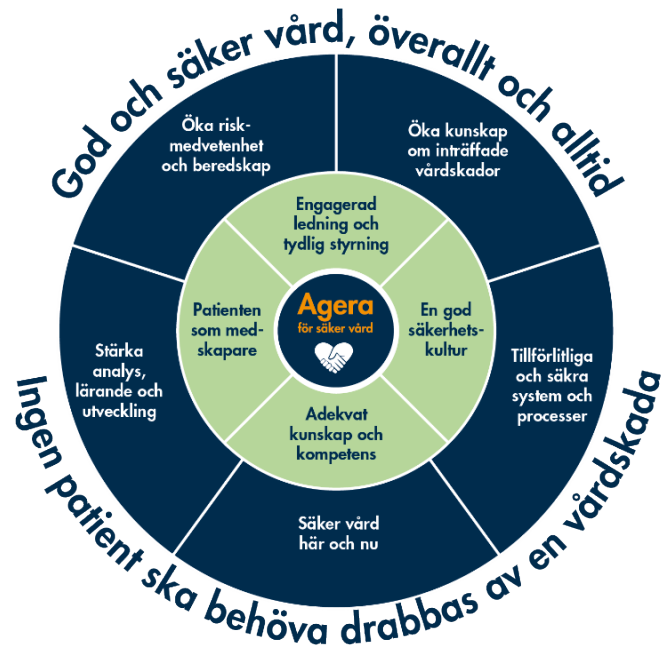 God och säker vård, överallt och alltid
Öka risk-
medvetenhet
och beredskap
Öka kunskap
om inträffade
vårdskador
Engagerad
ledning och
tydlig styrning
Patienten
som med-
skapare
Agera
för säker vård
En god
säkerhets-
kultur
Stärka
analys,
lärande och
utveckling
Tillförlitliga
och säkra
system och
processer
Adekvat
kunskap och
kompetens
Säker vård
här och nu
Ingen patient ska behöva drabbas av en vårdskada